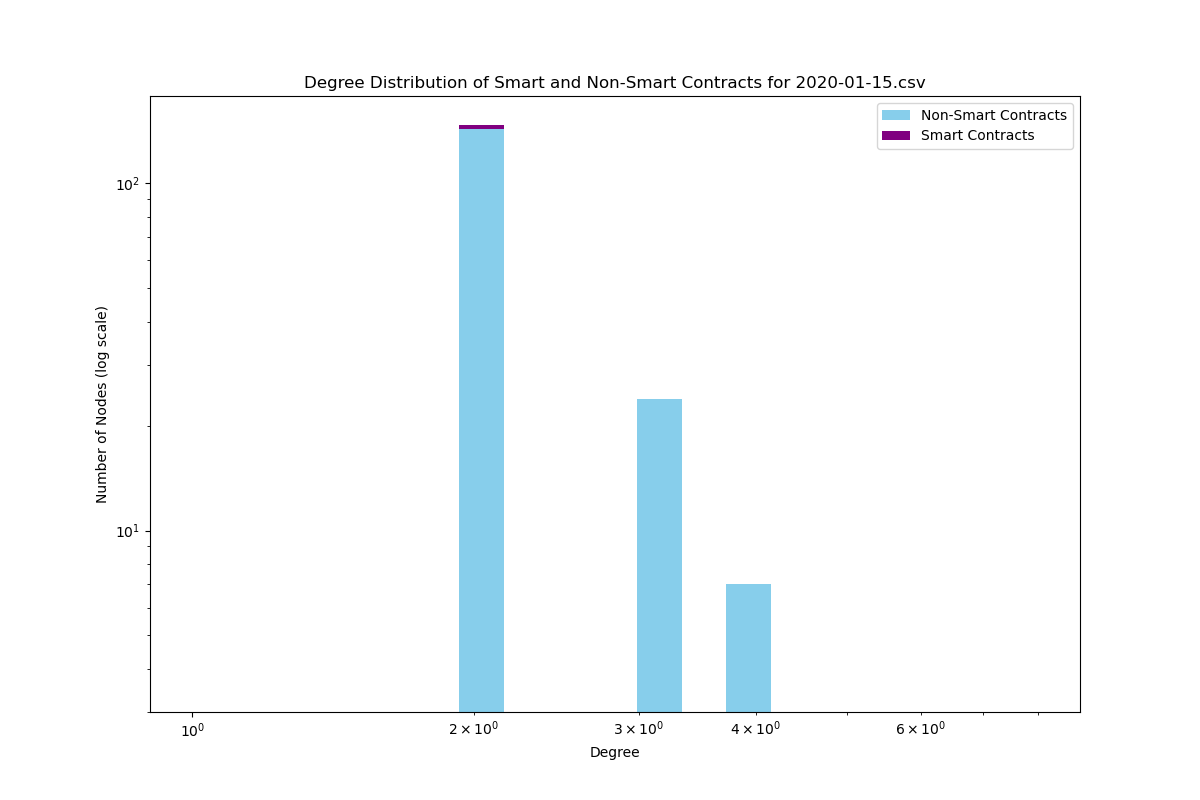 Degree Distribution of Smart and Non-Smart Contracts for 2020-01-15.csv
Non-Smart Contracts
Smart Contracts
Number of Nodes (log scale)
10²
10¹
10⁰
2 × 10⁰
3 × 10⁰
4 × 10⁰
6 × 10⁰
Degree